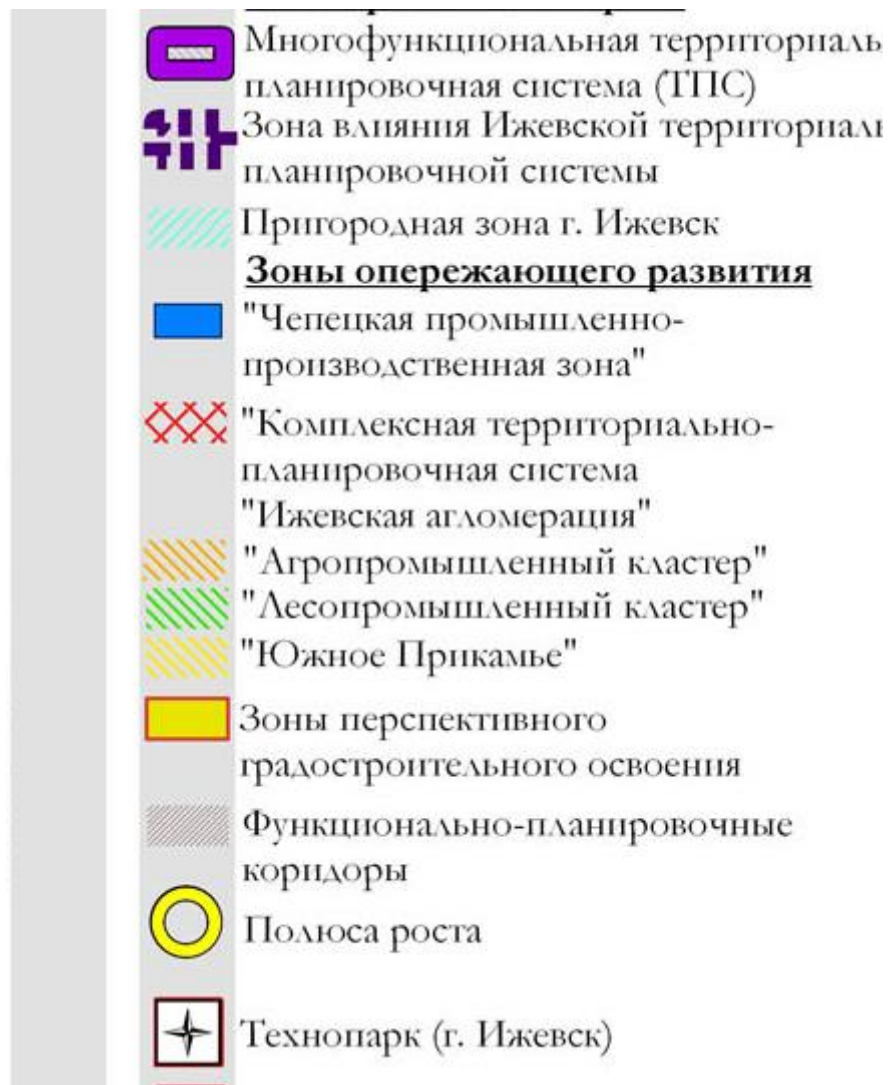 Многофункциональная территориаль
планировочная система (ТПС)
Зона влияния Ижевской территориаль
планировочной системы
Пригородная зона г. Ижевск
Зоны опережающего развития
"Чепецкая промышленно-
производственная зона"
"Комплексная территориально-
планировочная система
"Ижевская агломерация"
"Агропромышленный кластер"
"Лесопромышленный кластер"
"Южное Прикамье"
Зоны перспективного
градостроительного освоения
Функционально-планировочные
коридоры
Полюса роста
Технопарк (г. Ижевск)